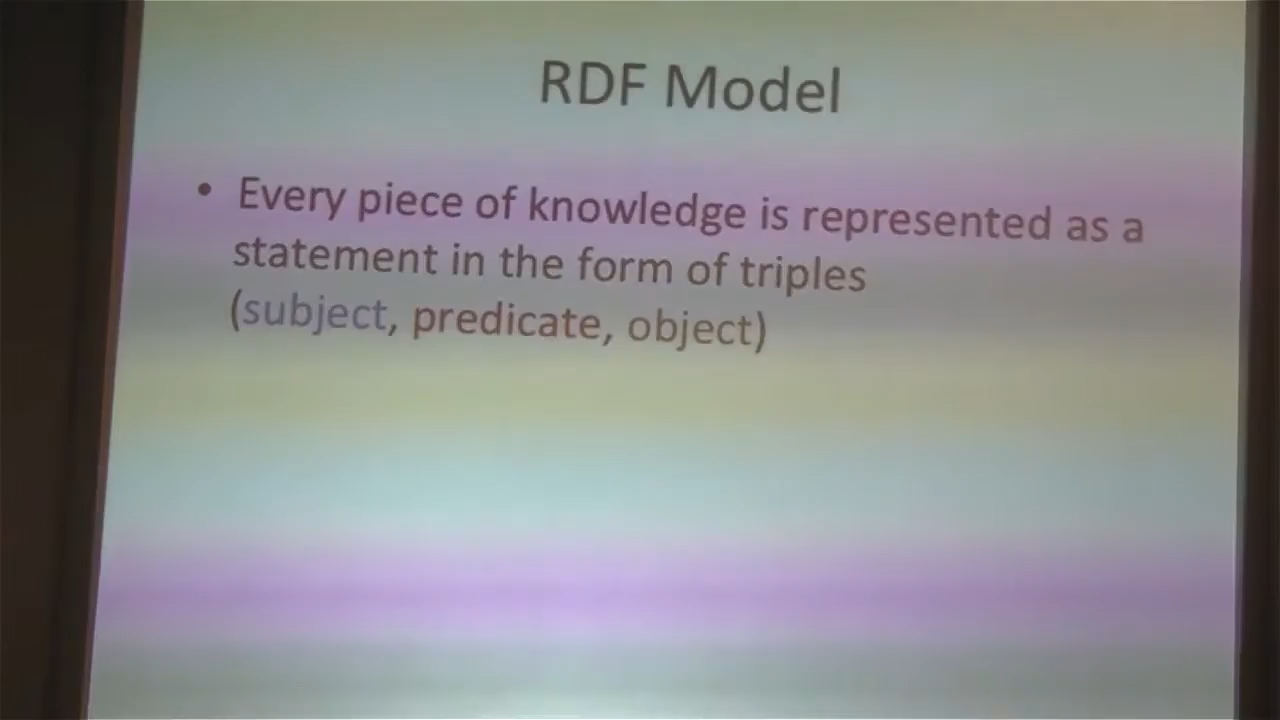 RDF Model
• Every piece of knowledge is represented as a
statement in the form of triples
(subject, predicate, object)